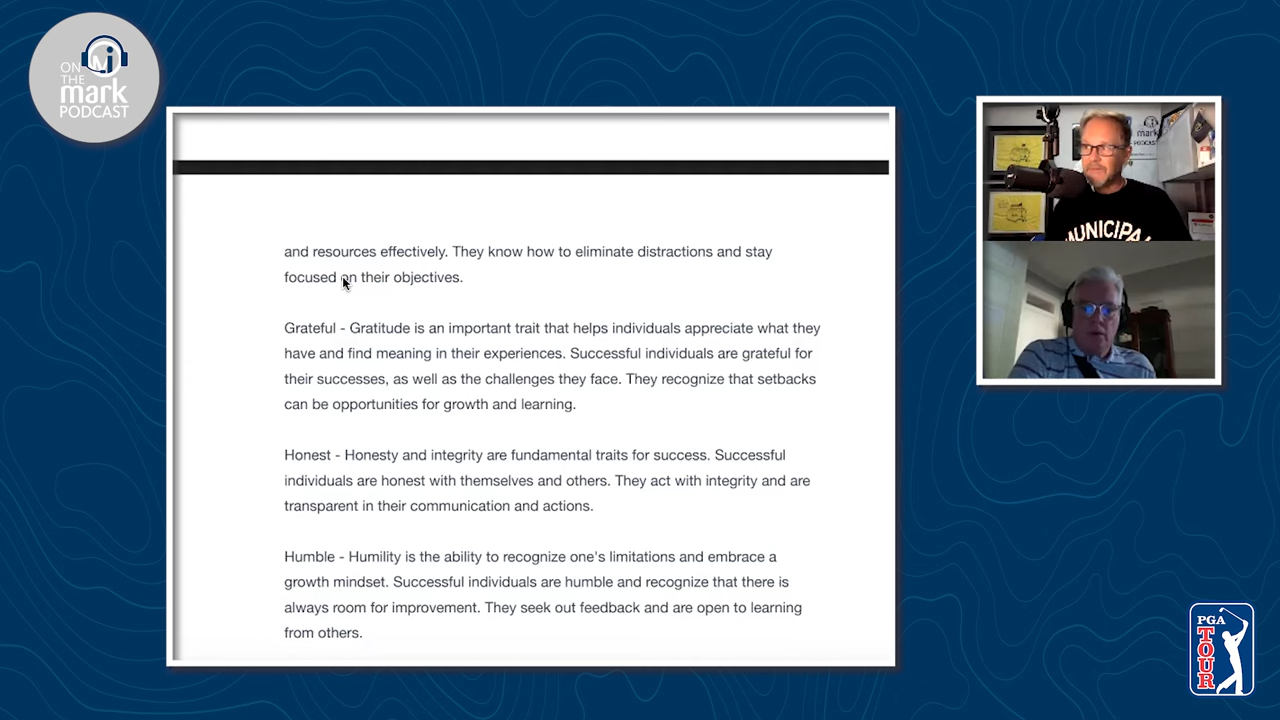 ON
THE
mark
PODCAST
and resources effectively. They know how to eliminate distractions and stay
focused on their objectives.
Grateful - Gratitude is an important trait that helps individuals appreciate what they
have and find meaning in their experiences. Successful individuals are grateful for
their successes, as well as the challenges they face. They recognize that setbacks
can be opportunities for growth and learning.
Honest - Honesty and integrity are fundamental traits for success. Successful
individuals are honest with themselves and others. They act with integrity and are
transparent in their communication and actions.
Humble - Humility is the ability to recognize one's limitations and embrace a
growth mindset. Successful individuals are humble and recognize that there is
always room for improvement. They seek out feedback and are open to learning
from others.
mark
PODCAST
MUNICIPAL
PGA
TOUR